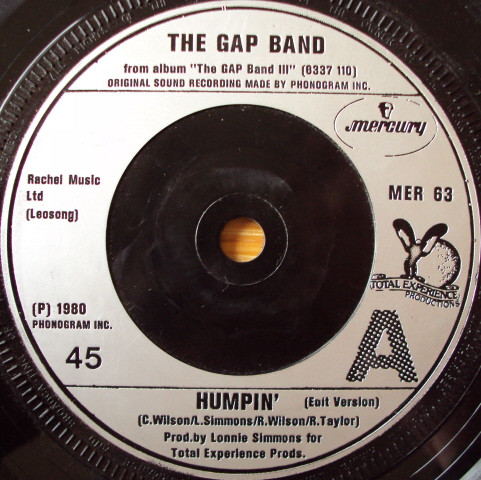 THE GAP BAND
from album "The GAP Band III" (6337 110)
ORIGINAL SOUND RECORDING MADE BY PHONOGRAM INC.
mercury
Rachel Music
Ltd
(Leosong)
MER 63
TOTAL EXPERIENCE
PRODUCTIONS
(P) 1980
PHONOGRAM INC.
45
A
HUMPIN' (Edit Version)
(C.Wilson/L.Simmons/R.Wilson/R.Taylor)
Prod.by Lonnie Simmons for
Total Experience Prods.